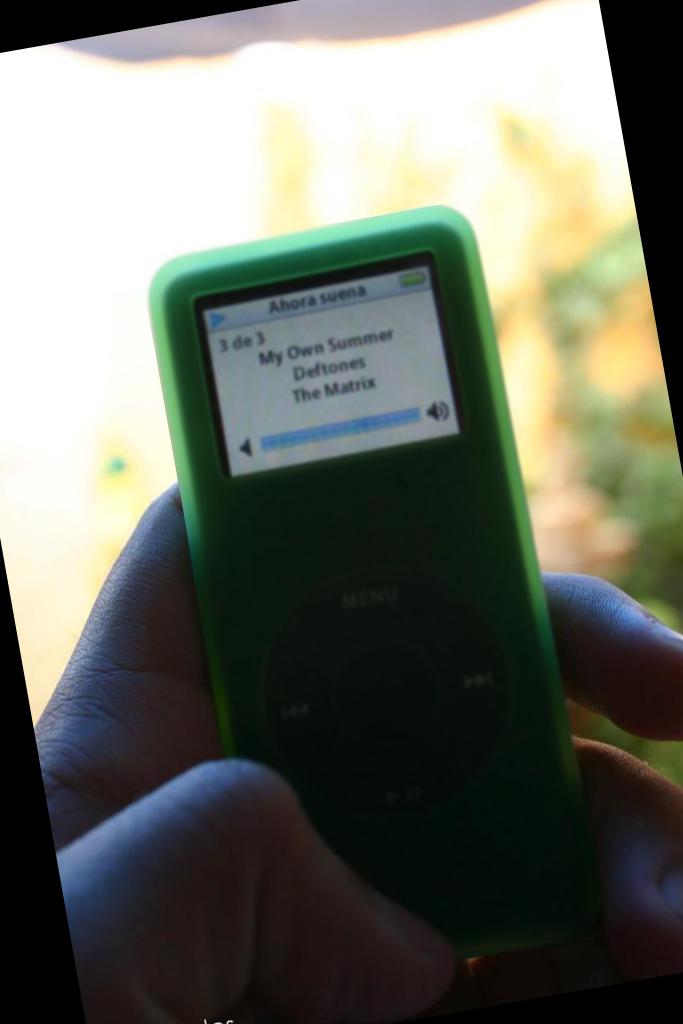 Ahora suena
3 de 3
My Own Summer
Deftones
The Matrix
MENU